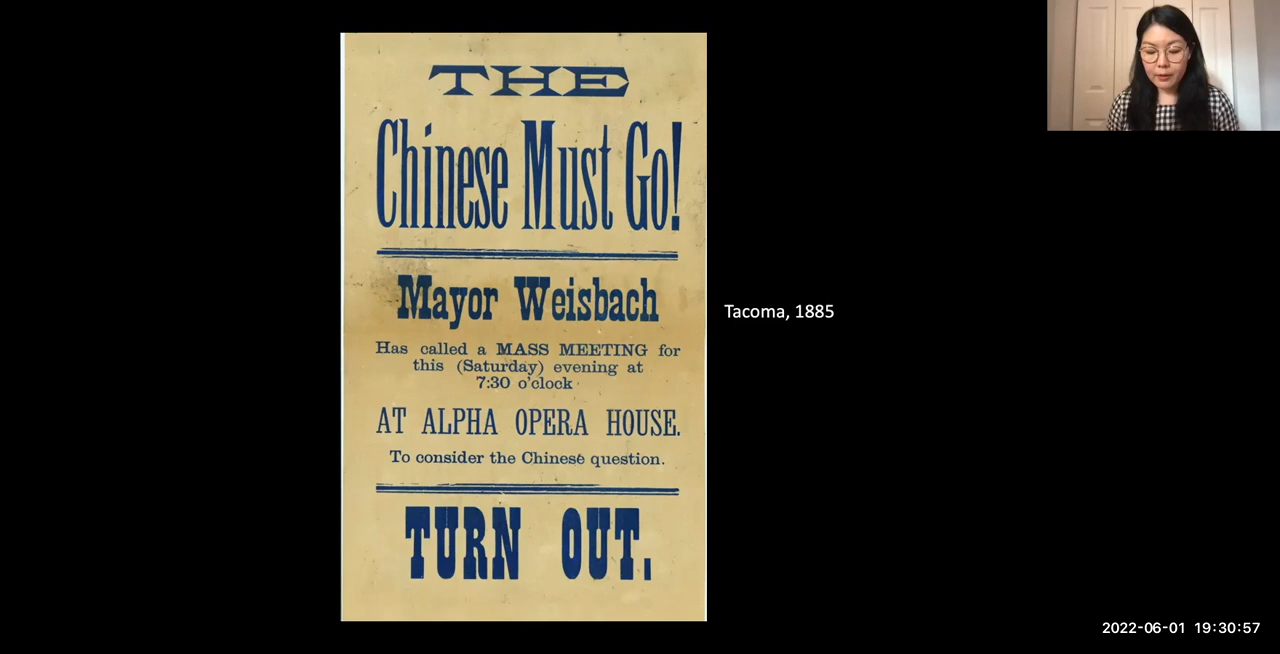 THE
Chinese Must Go!
Mayor Weisbach
Has called a MASS MEETING for
this (Saturday) evening at
7:30 o'clock
AT ALPHA OPERA HOUSE.
To consider the Chinese question.
TURN OUT.
Tacoma, 1885
2022-06-01 19:30:57